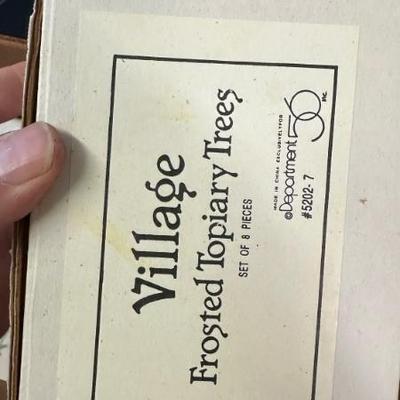 Village
Frosted Topiary Trees
SET OF 8 PIECES
MADE IN CHINA EXCLUSIVELY FOR
©Department 56 INC.
#5202-7